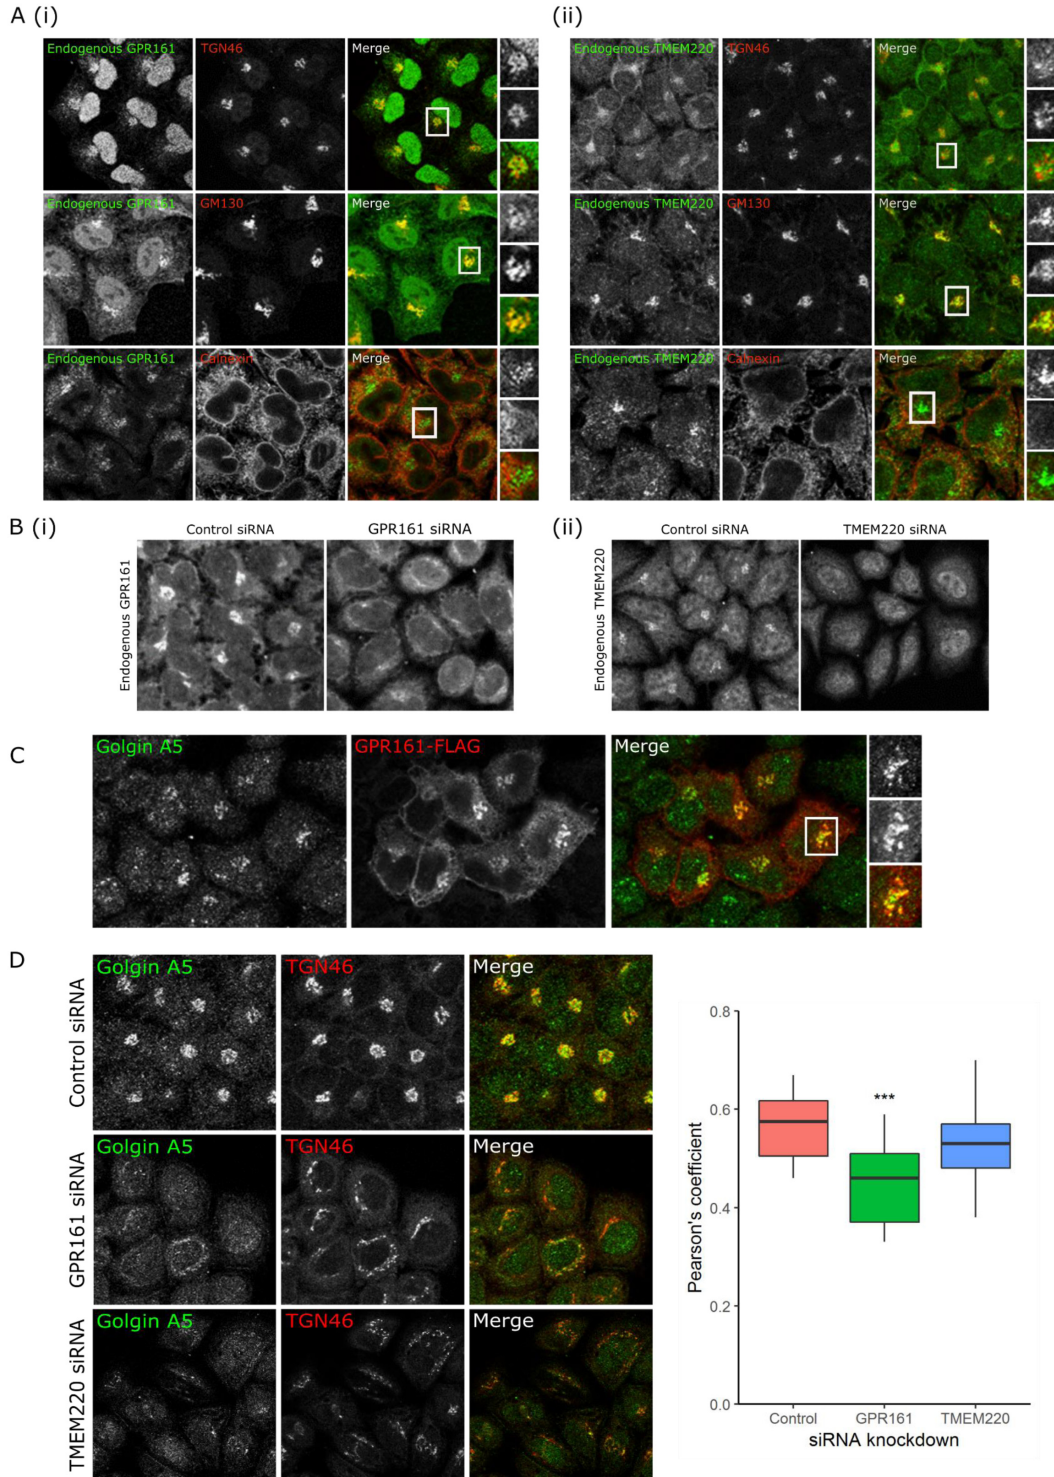 A (i)
(ii)
Endogenous GPR161
TGN46
Merge
Endogenous TMEM220
TGN46
Merge
Endogenous GPR161
GM130
Merge
Endogenous TMEM220
GM130
Merge
Endogenous GPR161
Calnexin
Merge
Endogenous TMEM220
Calnexin
Merge
B (i)
Control siRNA
GPR161 siRNA
(ii)
Control siRNA
TMEM220 siRNA
Endogenous GPR161
Endogenous TMEM220
C
Golgin A5
GPR161-FLAG
Merge
D
Control siRNA
Golgin A5
TGN46
Merge
GPR161 siRNA
Golgin A5
TGN46
Merge
TMEM220 siRNA
Golgin A5
TGN46
Merge
Pearson's coefficient
0.8
0.6
0.4
0.2
0.0
***
Control
GPR161
TMEM220
siRNA knockdown